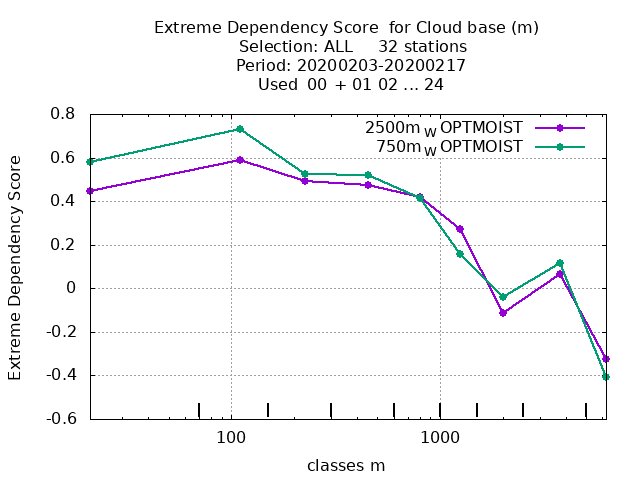 Extreme Dependency Score  for Cloud base (m)
Selection: ALL     32 stations
Period: 20200203-20200217
Used  00  + 01 02 ... 24
2500m W OPTMOIST
750m W OPTMOIST
Extreme Dependency Score
0.8
0.6
0.4
0.2
0
-0.2
-0.4
-0.6
100 1000
classes m